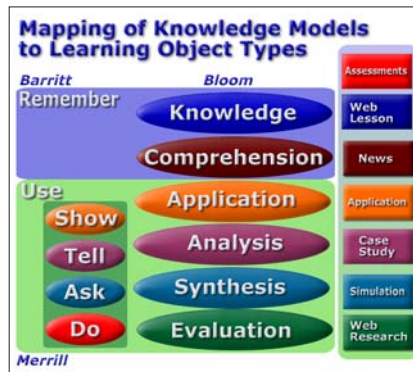 Mapping of Knowledge Models
to Learning Object Types
Barritt
Bloom
Remember
Knowledge
Comprehension
Use
Show
Tell
Ask
Do
Application
Analysis
Synthesis
Evaluation
Merrill
Assessments
Web
Lesson
News
Application
Case
Study
Simulation
Web
Research